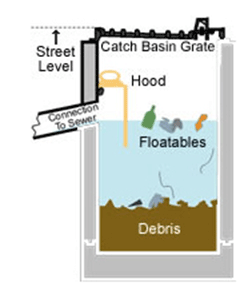 Street
Level
Catch Basin Grate
Hood
Connection
To Sewer
Floatables
Debris